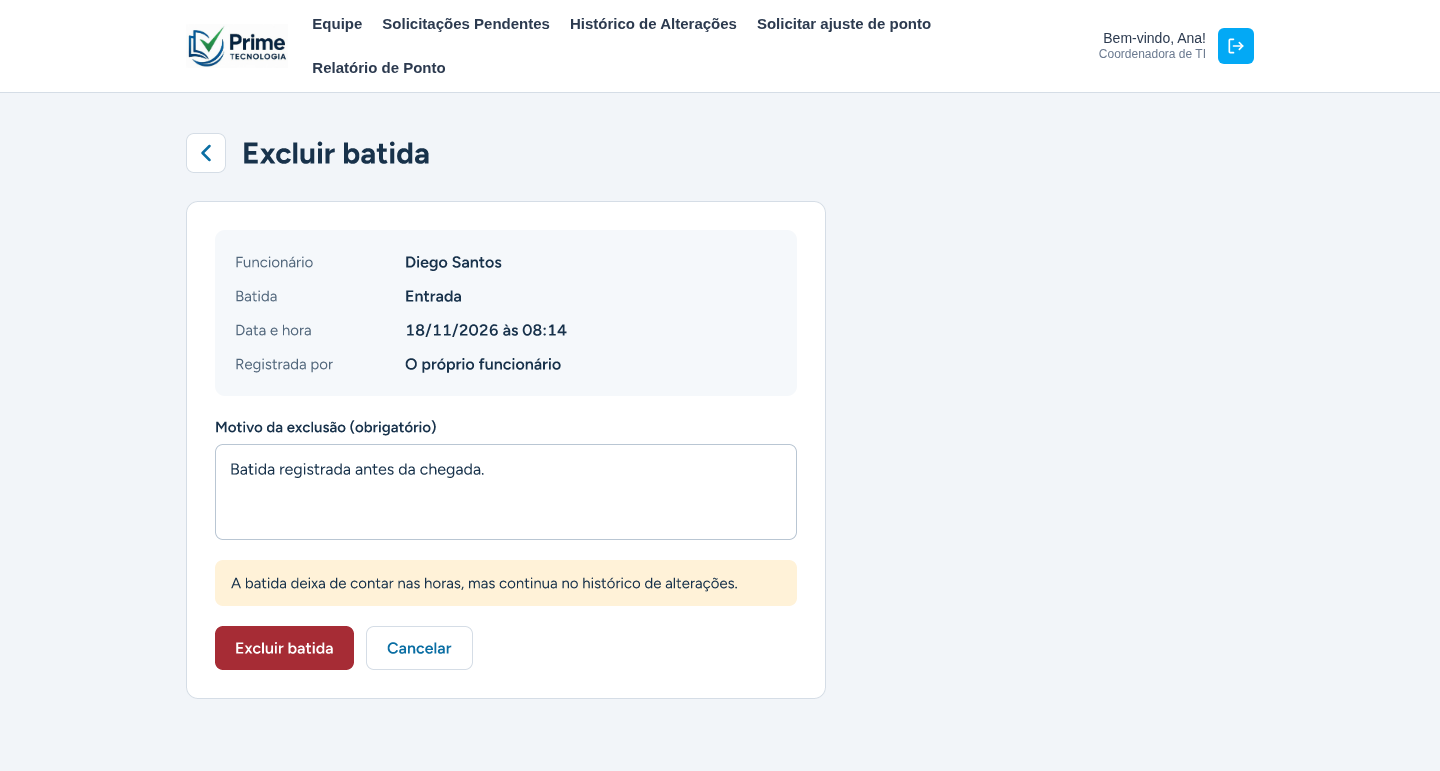 Equipe Solicitações Pendentes Histórico de Alterações Solicitar ajuste de ponto
Relatório de Ponto
Prime
TECNOLOGIA
Bem-vindo, Ana!
Coordenadora de TI
Excluir batida
Funcionário Diego Santos
Batida Entrada
Data e hora 18/11/2026 às 08:14
Registrada por O próprio funcionário
Motivo da exclusão (obrigatório)
Batida registrada antes da chegada.
A batida deixa de contar nas horas, mas continua no histórico de alterações.
Excluir batida Cancelar